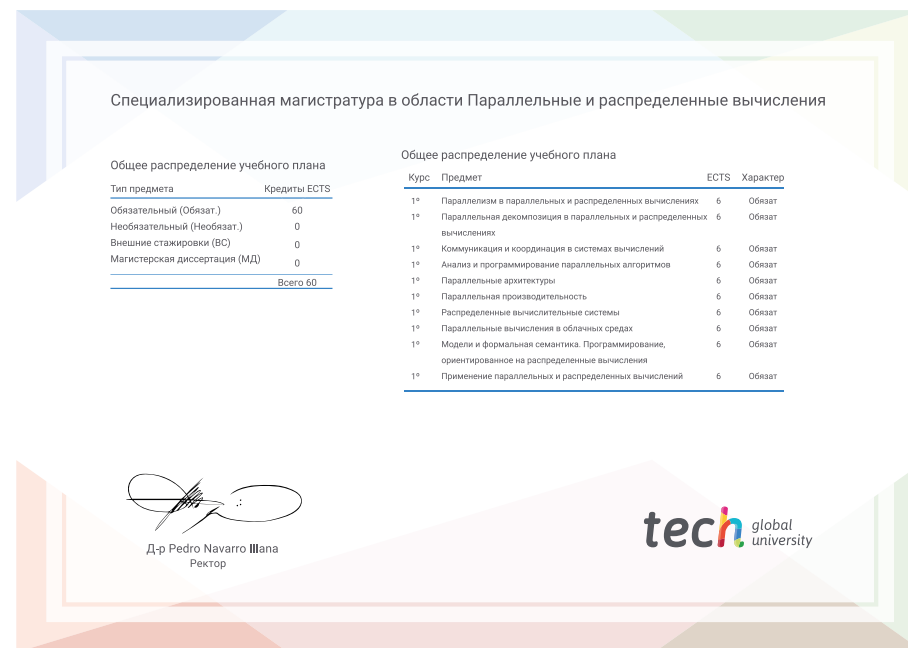 Специализированная магистратура в области Параллельные и распределенные вычисления
Общее распределение учебного плана
Тип предмета Кредиты ECTS
Обязательный (Обязат.) 60
Необязательный (Необязат.) 0
Внешние стажировки (ВС) 0
Магистерская диссертация (МД) 0
Всего 60
Общее распределение учебного плана
Курс Предмет ECTS Характер
1º Параллелизм в параллельных и распределенных вычислениях 6 Обязат
1º Параллельная декомпозиция в параллельных и распределенных 6 Обязат
вычислениях
1º Коммуникация и координация в системах вычислений 6 Обязат
1º Анализ и программирование параллельных алгоритмов 6 Обязат
1º Параллельные архитектуры 6 Обязат
1º Параллельная производительность 6 Обязат
1º Распределенные вычислительные системы 6 Обязат
1º Параллельные вычисления в облачных средах 6 Обязат
1º Модели и формальная семантика. Программирование, 6 Обязат
ориентированное на распределенные вычисления
1º Применение параллельных и распределенных вычислений 6 Обязат
Д-р Pedro Navarro Illana
Ректор
tech global
university